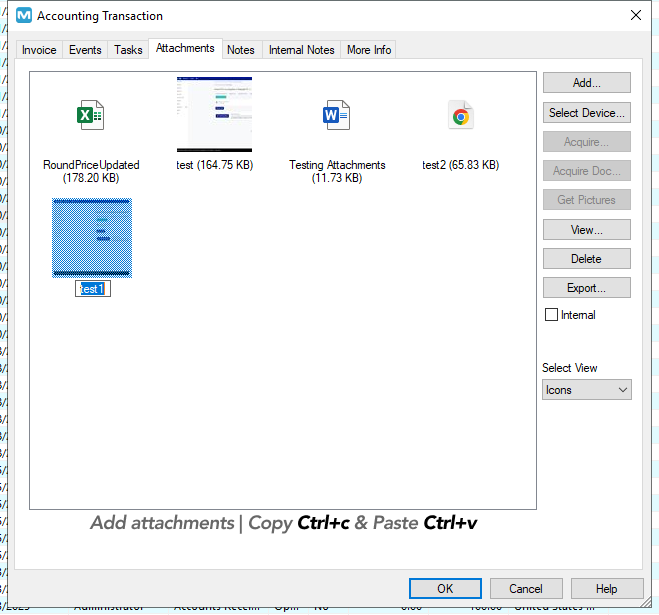 Accounting Transaction
Invoice Events Tasks Attachments Notes Internal Notes More Info
RoundPriceUpdated
(178.20 KB)
test (164.75 KB)
Testing Attachments
(11.73 KB)
test2 (65.83 KB)
test1
Add...
Select Device...
Acquire...
Acquire Doc...
Get Pictures
View...
Delete
Export...
Internal
Select View
Icons
Add attachments | Copy Ctrl+c & Paste Ctrl+v
OK Cancel Help